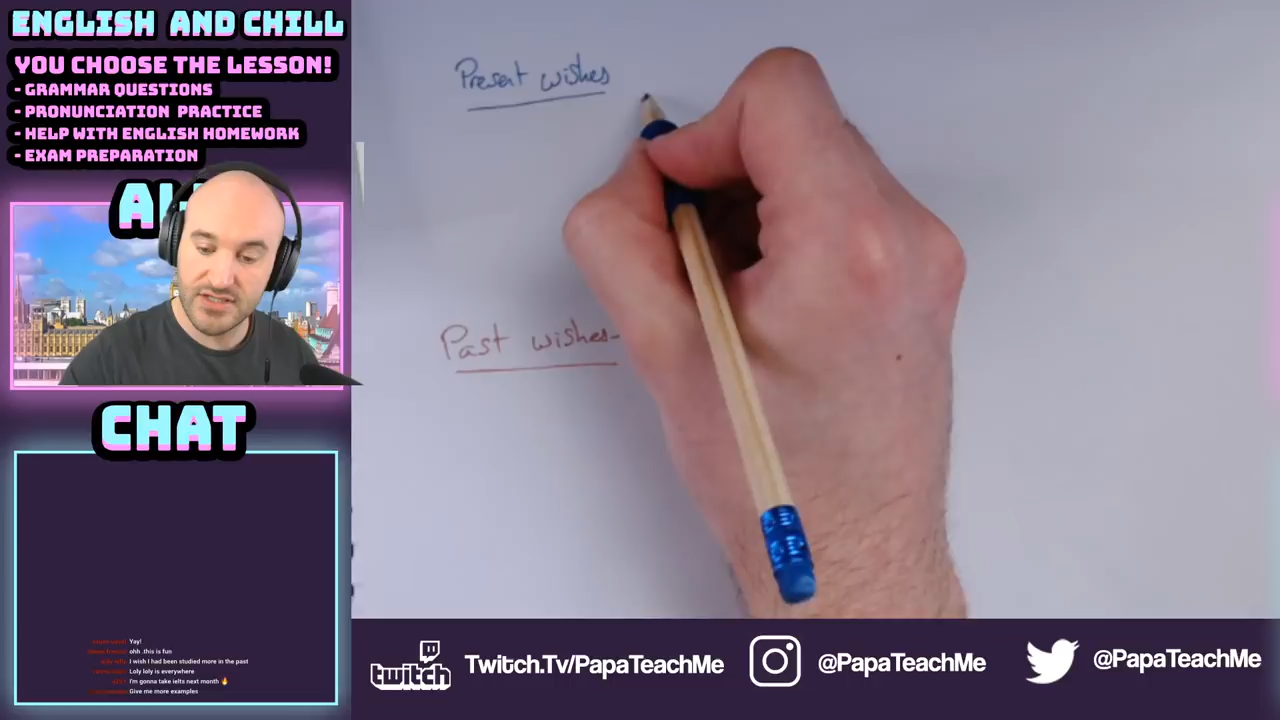 ENGLISH AND CHILL
YOU CHOOSE THE LESSON!
- GRAMMAR QUESTIONS
- PRONUNCIATION PRACTICE
- HELP WITH ENGLISH HOMEWORK
- EXAM PREPARATION
CHAT
Yay!
ohh .this is fun
I wish I had been studied more in the past
Loly loly is everywhere
I'm gonna take ielts next month 🔥
Give me more examples
Present wishes
Past wishes-
twitch
Twitch.Tv/PapaTeachMe
@PapaTeachMe
@PapaTeachMe